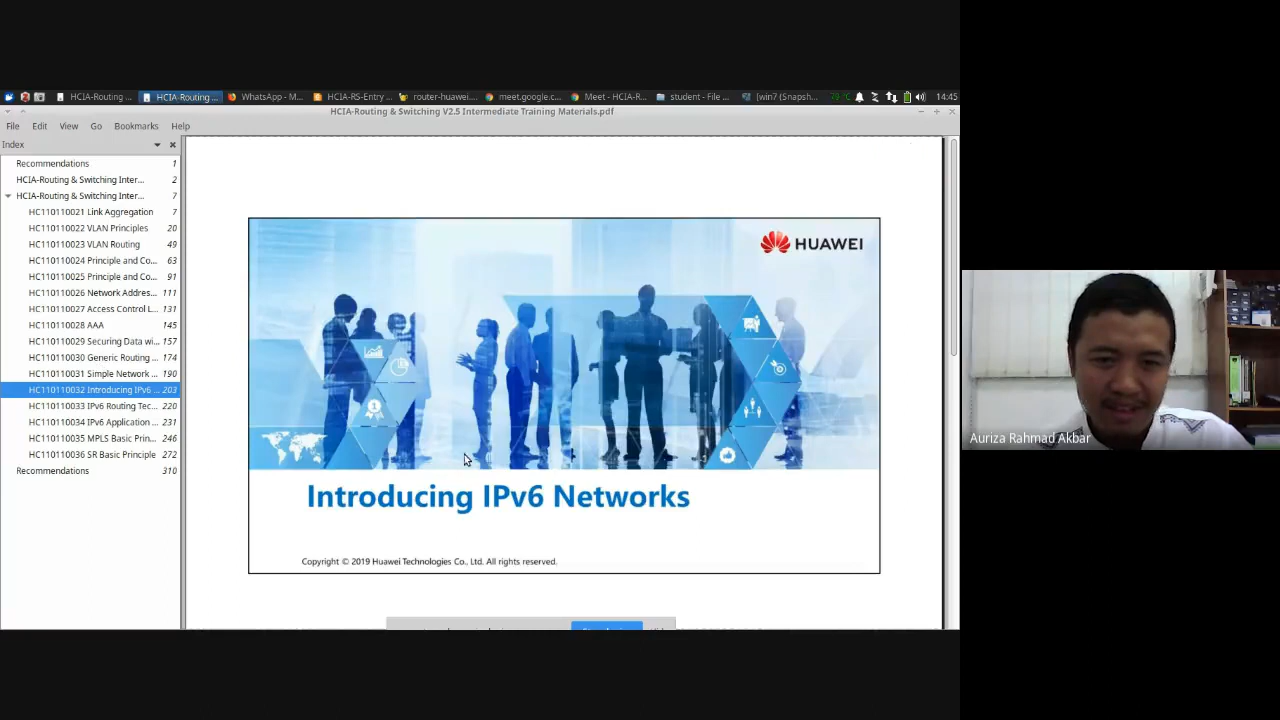 HCIA-Routing ...
HCIA-Routing ...
WhatsApp - M...
HCIA-RS-Entry ...
router-huawei....
meet.google.c...
Meet - HCIA-R...
student - File ...
[win7 (Snapsh...
14:45
HCIA-Routing & Switching V2.5 Intermediate Training Materials.pdf
File Edit View Go Bookmarks Help
Index
Recommendations 1
HCIA-Routing & Switching Inter... 2
HCIA-Routing & Switching Inter... 7
HC110110021 Link Aggregation 7
HC110110022 VLAN Principles 20
HC110110023 VLAN Routing 49
HC110110024 Principle and Co... 63
HC110110025 Principle and Co... 91
HC110110026 Network Addres... 111
HC110110027 Access Control L... 131
HC110110028 AAA 145
HC110110029 Securing Data wi... 157
HC110110030 Generic Routing ... 174
HC110110031 Simple Network ... 190
HC110110032 Introducing IPv6 ... 203
HC110110033 IPv6 Routing Tec... 220
HC110110034 IPv6 Application ... 231
HC110110035 MPLS Basic Prin... 246
HC110110036 SR Basic Principle 272
Recommendations 310
HUAWEI
Introducing IPv6 Networks
Copyright © 2019 Huawei Technologies Co., Ltd. All rights reserved.
Auriza Rahmad Akbar